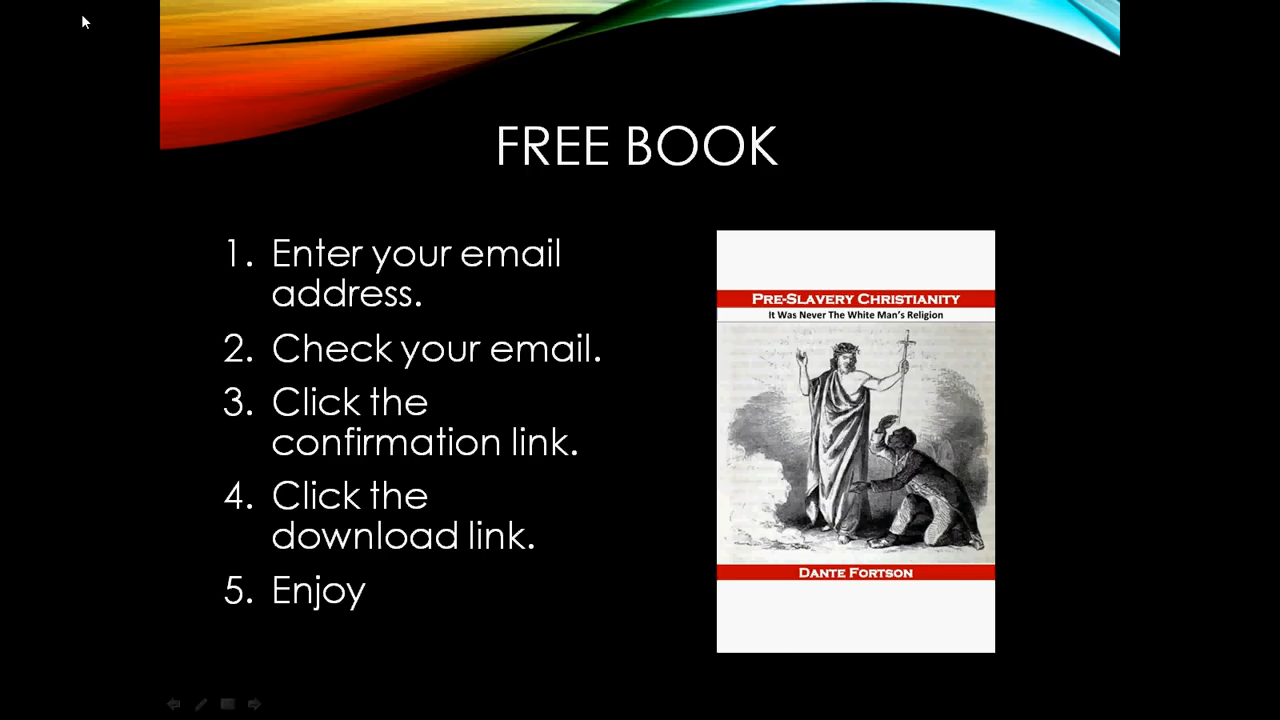 FREE BOOK
1. Enter your email
address.
2. Check your email.
3. Click the
confirmation link.
4. Click the
download link.
5. Enjoy
PRE-SLAVERY CHRISTIANITY
It Was Never The White Man's Religion
DANTE FORTSON